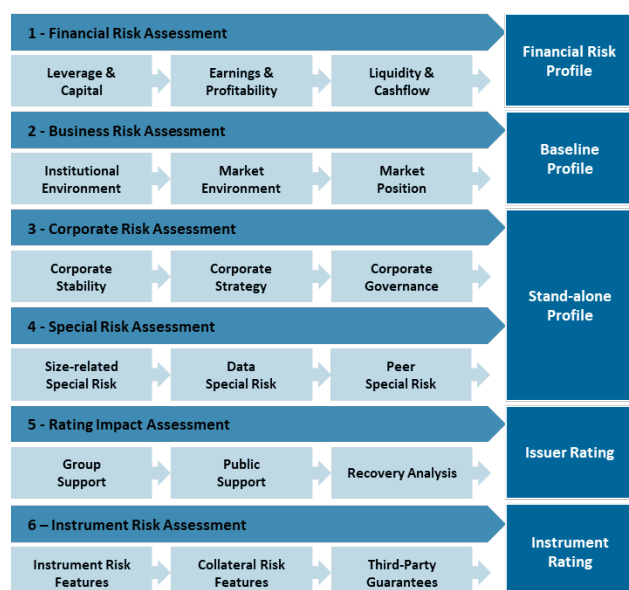 1 - Financial Risk Assessment
Financial Risk
Profile
Leverage &
Capital
Earnings &
Profitability
Liquidity &
Cashflow
2 - Business Risk Assessment
Baseline
Profile
Institutional
Environment
Market
Environment
Market
Position
3 - Corporate Risk Assessment
Stand-alone
Profile
Corporate
Stability
Corporate
Strategy
Corporate
Governance
4 - Special Risk Assessment
Size-related
Special Risk
Data
Special Risk
Peer
Special Risk
5 - Rating Impact Assessment
Issuer Rating
Group
Support
Public
Support
Recovery Analysis
6 – Instrument Risk Assessment
Instrument
Rating
Instrument Risk
Features
Collateral Risk
Features
Third-Party
Guarantees